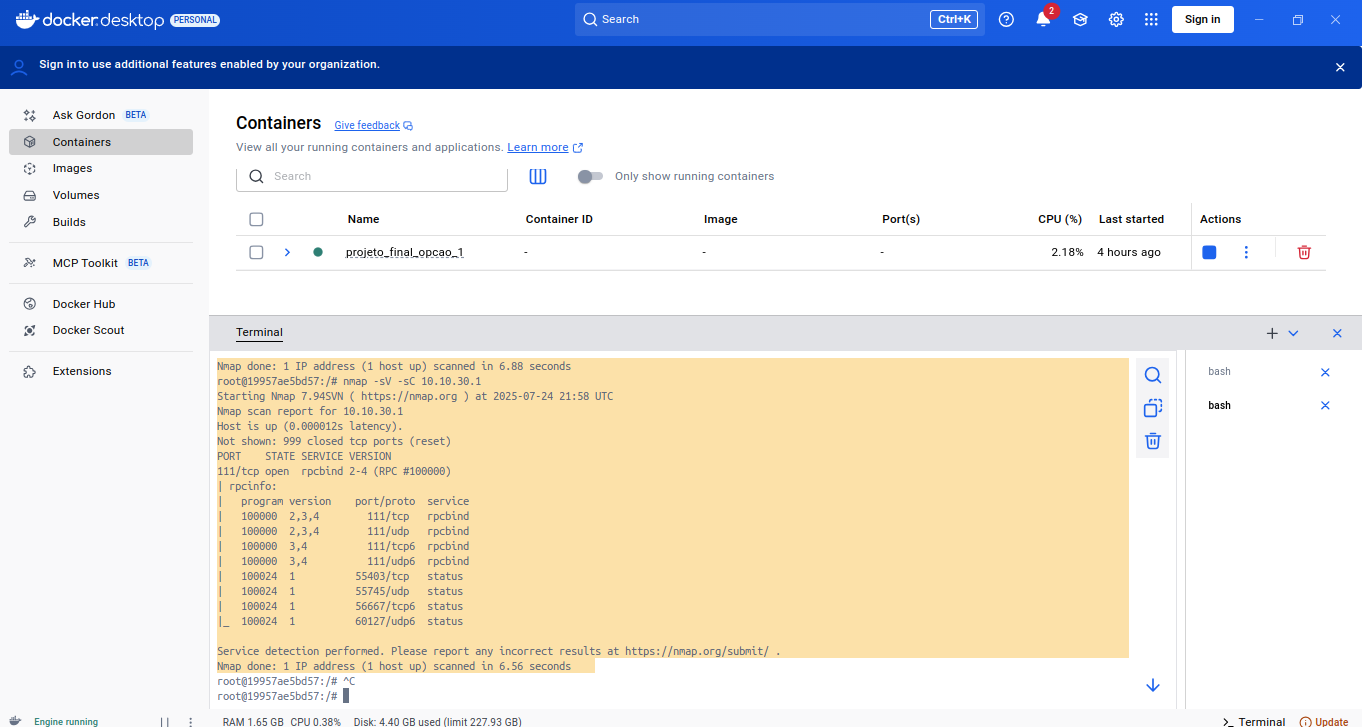 docker.desktop PERSONAL
Search Ctrl+K
2
Sign in
Sign in to use additional features enabled by your organization.
Ask Gordon BETA
Containers
Images
Volumes
Builds
MCP Toolkit BETA
Docker Hub
Docker Scout
Extensions
Containers Give feedback
View all your running containers and applications. Learn more
Search
Only show running containers
Name Container ID Image Port(s) CPU (%) Last started Actions
projeto_final_opcao_1 - - - 2.18% 4 hours ago
Terminal
Nmap done: 1 IP address (1 host up) scanned in 6.88 seconds
root@19957ae5bd57:/# nmap -sV -sC 10.10.30.1
Starting Nmap 7.94SVN ( https://nmap.org ) at 2025-07-24 21:58 UTC
Nmap scan report for 10.10.30.1
Host is up (0.000012s latency).
Not shown: 999 closed tcp ports (reset)
PORT    STATE SERVICE VERSION
111/tcp open  rpcbind 2-4 (RPC #100000)
| rpcinfo:
|   program version    port/proto  service
|   100000  2,3,4        111/tcp   rpcbind
|   100000  2,3,4        111/udp   rpcbind
|   100000  3,4          111/tcp6  rpcbind
|   100000  3,4          111/udp6  rpcbind
|   100024  1          55403/tcp   status
|   100024  1          55745/udp   status
|   100024  1          56667/tcp6  status
|_  100024  1          60127/udp6  status
Service detection performed. Please report any incorrect results at https://nmap.org/submit/ .
Nmap done: 1 IP address (1 host up) scanned in 6.56 seconds
root@19957ae5bd57:/# ^C
root@19957ae5bd57:/#
bash
bash
Engine running
RAM 1.65 GB CPU 0.38% Disk: 4.40 GB used (limit 227.93 GB)
Terminal
Update